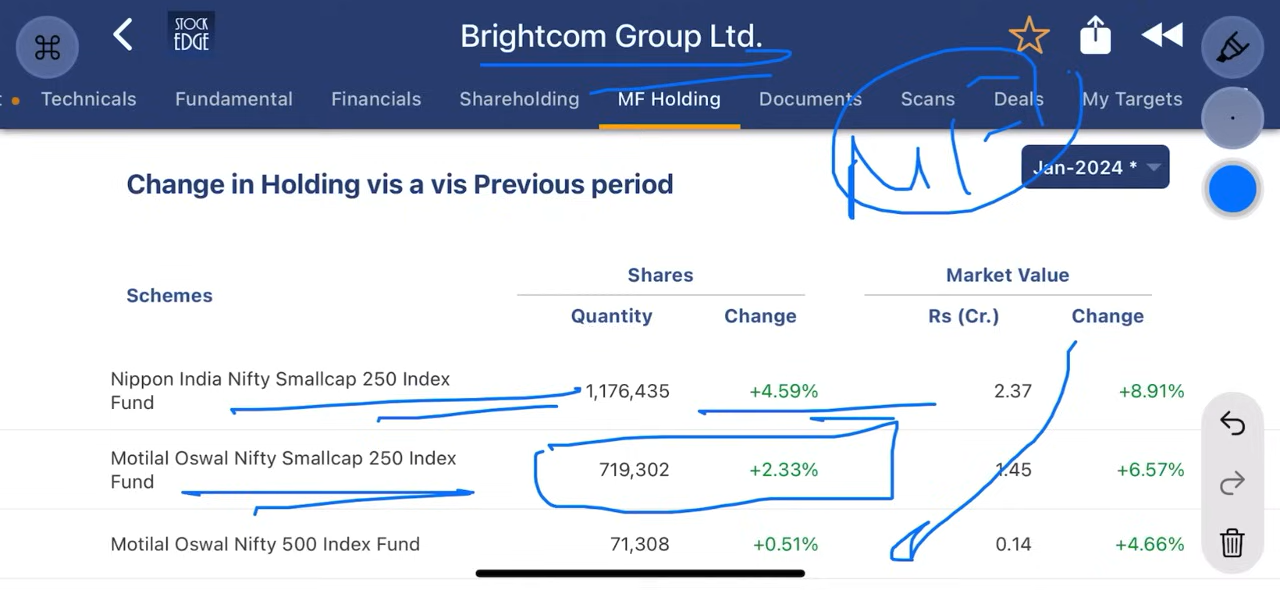 STOCK
EDGE
Brightcom Group Ltd.
Technicals Fundamental Financials Shareholding MF Holding Documents Scans Deals My Targets
MF
Change in Holding vis a vis Previous period
Jan-2024 *
Shares Market Value
Schemes
Quantity Change Rs (Cr.) Change
Nippon India Nifty Smallcap 250 Index
Fund
1,176,435 +4.59% 2.37 +8.91%
Motilal Oswal Nifty Smallcap 250 Index
Fund
719,302 +2.33% 1.45 +6.57%
Motilal Oswal Nifty 500 Index Fund 71,308 +0.51% 0.14 +4.66%